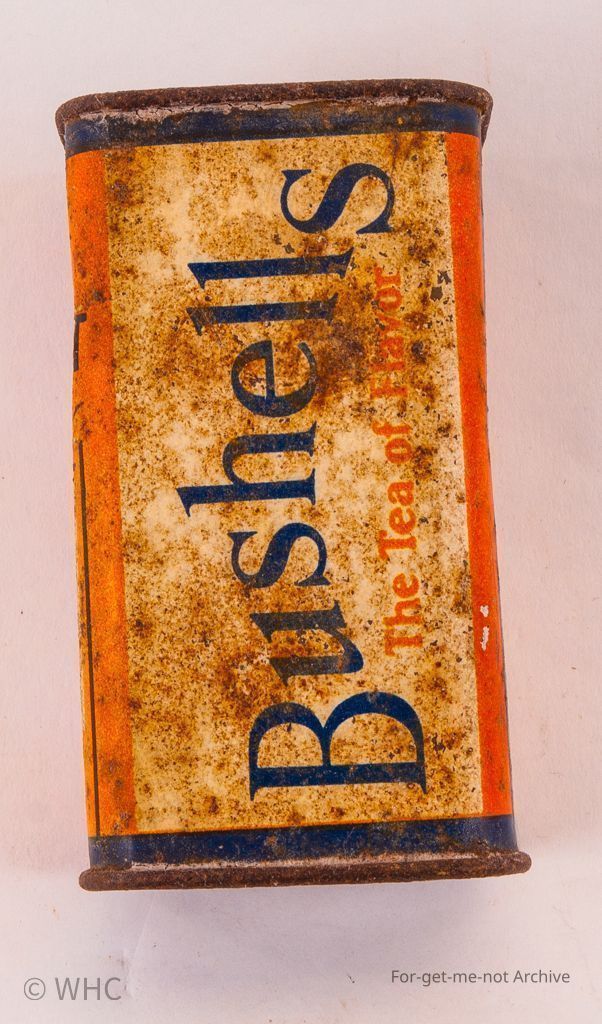 Bushells
The Tea of Flavor
© WHC
For-get-me-not Archive